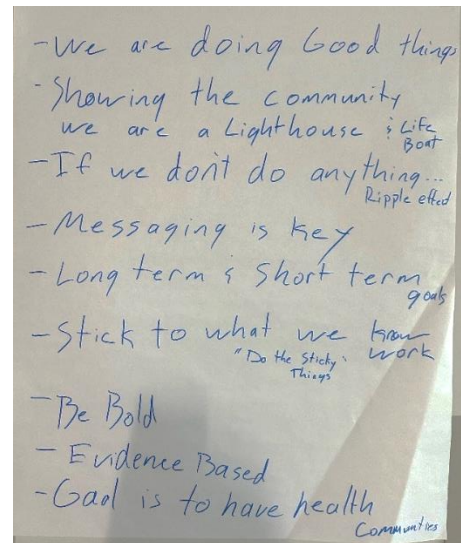 - We are doing Good things
- Showing the community
we are a Lighthouse & Life
Boat
- If we don't do anything...
Ripple effect
- Messaging is key
- Long term & Short term
goals
- Stick to what we know
"Do the Sticky work
Things
- Be Bold
- Evidence Based
- Gaol is to have health
Communities